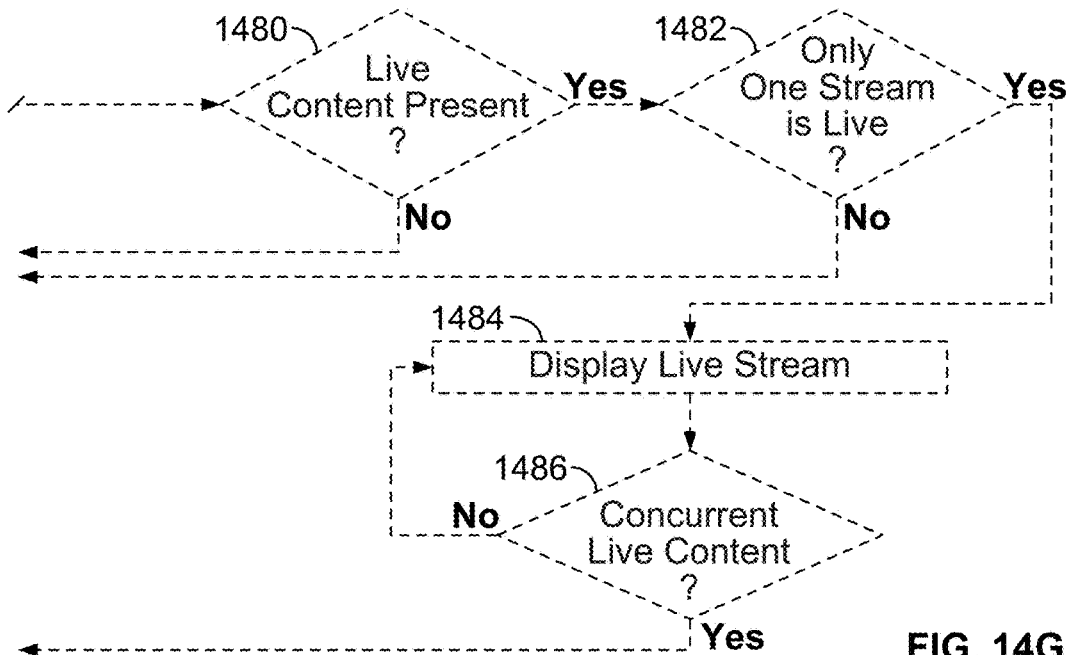 1480
Live
Content Present
?
Yes
No
1482
Only
One Stream
is Live
?
Yes
No
1484
Display Live Stream
1486
Concurrent
Live Content
?
No
Yes
FIG. 14G